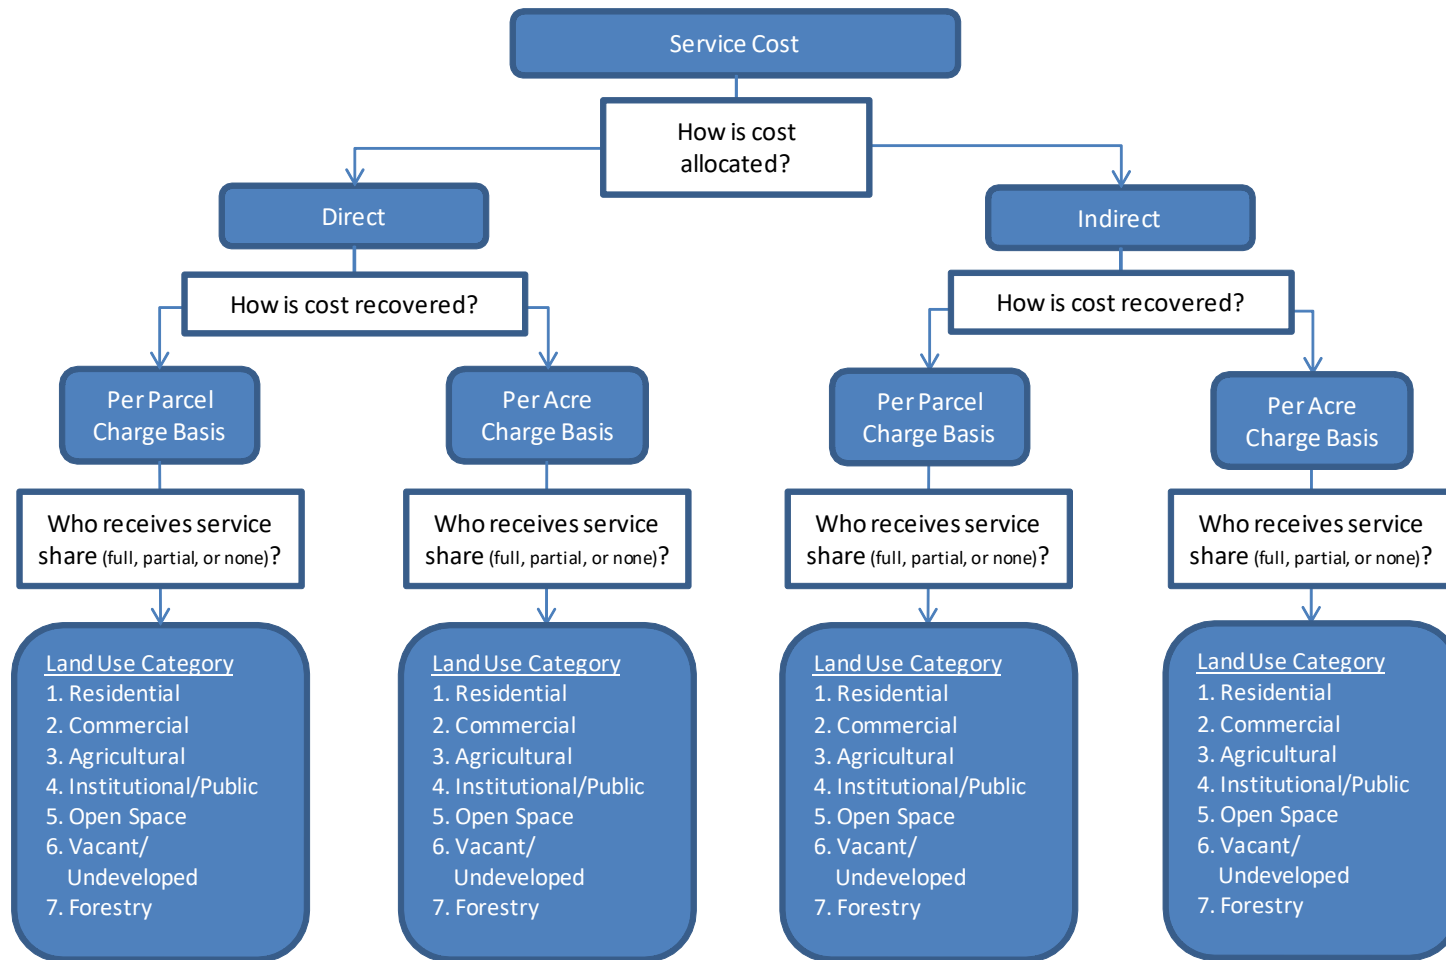 Service Cost
How is cost
allocated?
Direct
Indirect
How is cost recovered?
How is cost recovered?
Per Parcel
Charge Basis
Per Acre
Charge Basis
Per Parcel
Charge Basis
Per Acre
Charge Basis
Who receives service
share (full, partial, or none)?
Who receives service
share (full, partial, or none)?
Who receives service
share (full, partial, or none)?
Who receives service
share (full, partial, or none)?
Land Use Category
1. Residential
2. Commercial
3. Agricultural
4. Institutional/Public
5. Open Space
6. Vacant/
Undeveloped
7. Forestry
Land Use Category
1. Residential
2. Commercial
3. Agricultural
4. Institutional/Public
5. Open Space
6. Vacant/
Undeveloped
7. Forestry
Land Use Category
1. Residential
2. Commercial
3. Agricultural
4. Institutional/Public
5. Open Space
6. Vacant/
Undeveloped
7. Forestry
Land Use Category
1. Residential
2. Commercial
3. Agricultural
4. Institutional/Public
5. Open Space
6. Vacant/
Undeveloped
7. Forestry